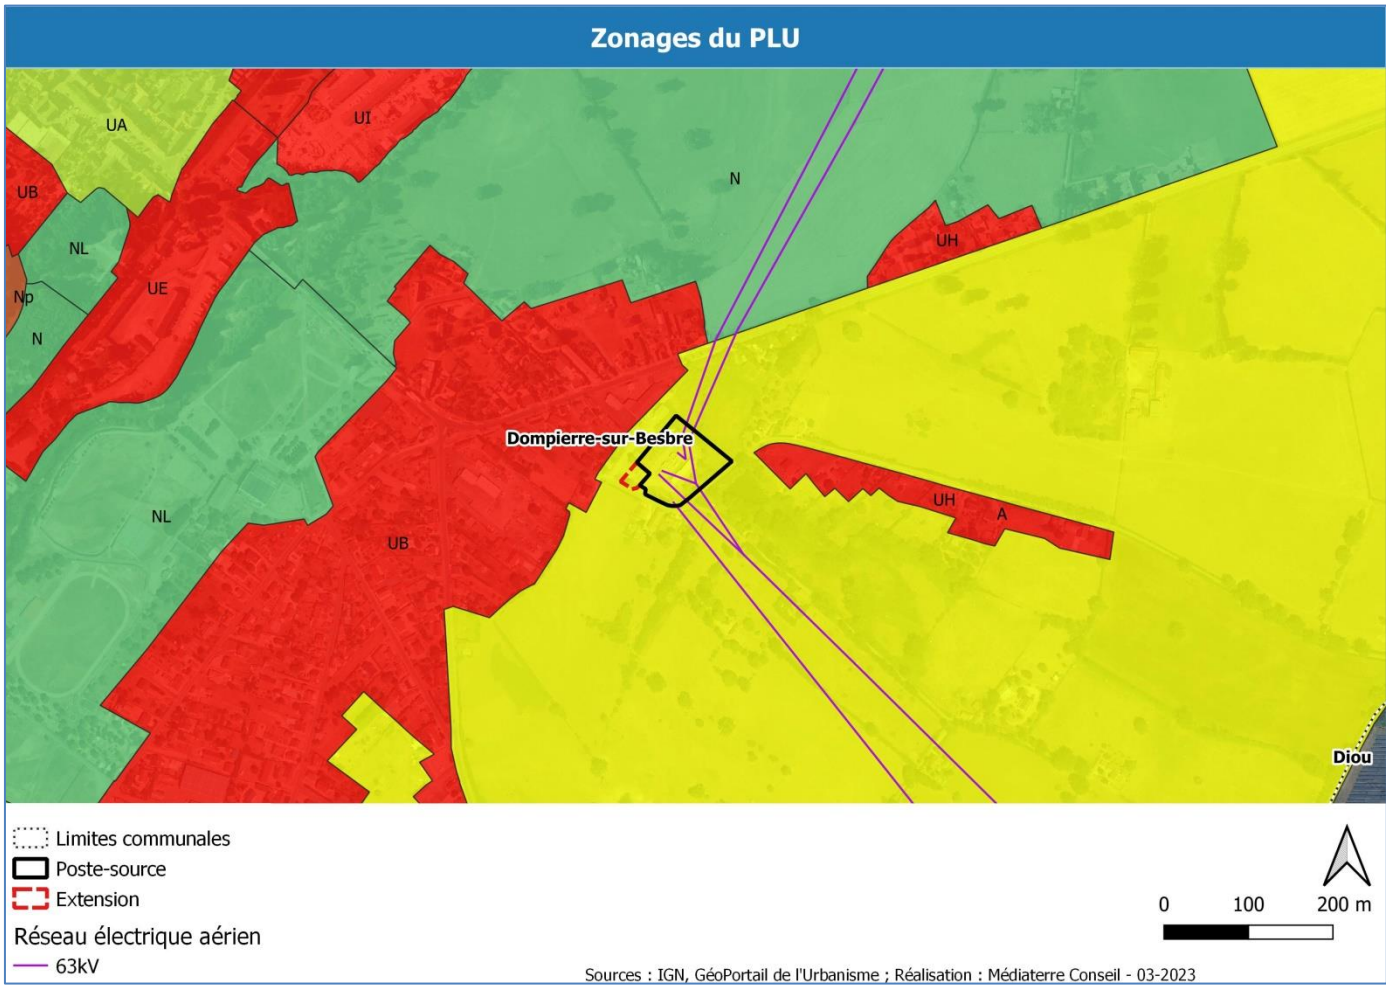 Zonages du PLU
UA
UI
UB
N
NL
UH
Np
UE
N
Dompierre-sur-Besbre
NL
UH
A
UB
Diou
Limites communales
Poste-source
Extension
Réseau électrique aérien
63kV
0 100 200 m
Sources : IGN, GéoPortail de l'Urbanisme ; Réalisation : Médiaterre Conseil - 03-2023